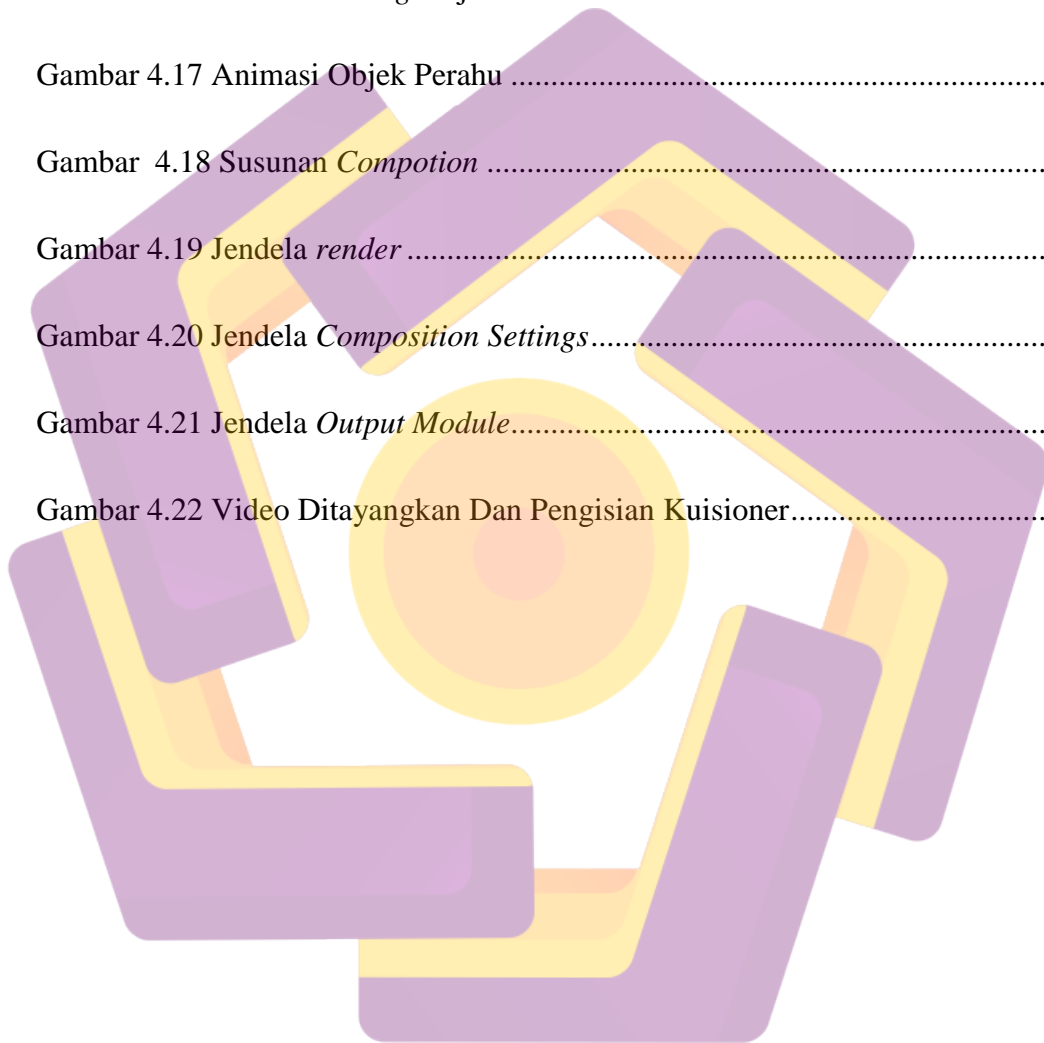 Gambar 4.17 Animasi Objek Perahu ....................................................................
Gambar  4.18 Susunan Compotion .......................................................................
Gambar 4.19 Jendela render .................................................................................
Gambar 4.20 Jendela Composition Settings..........................................................
Gambar 4.21 Jendela Output Module....................................................................
Gambar 4.22 Video Ditayangkan Dan Pengisian Kuisioner................................